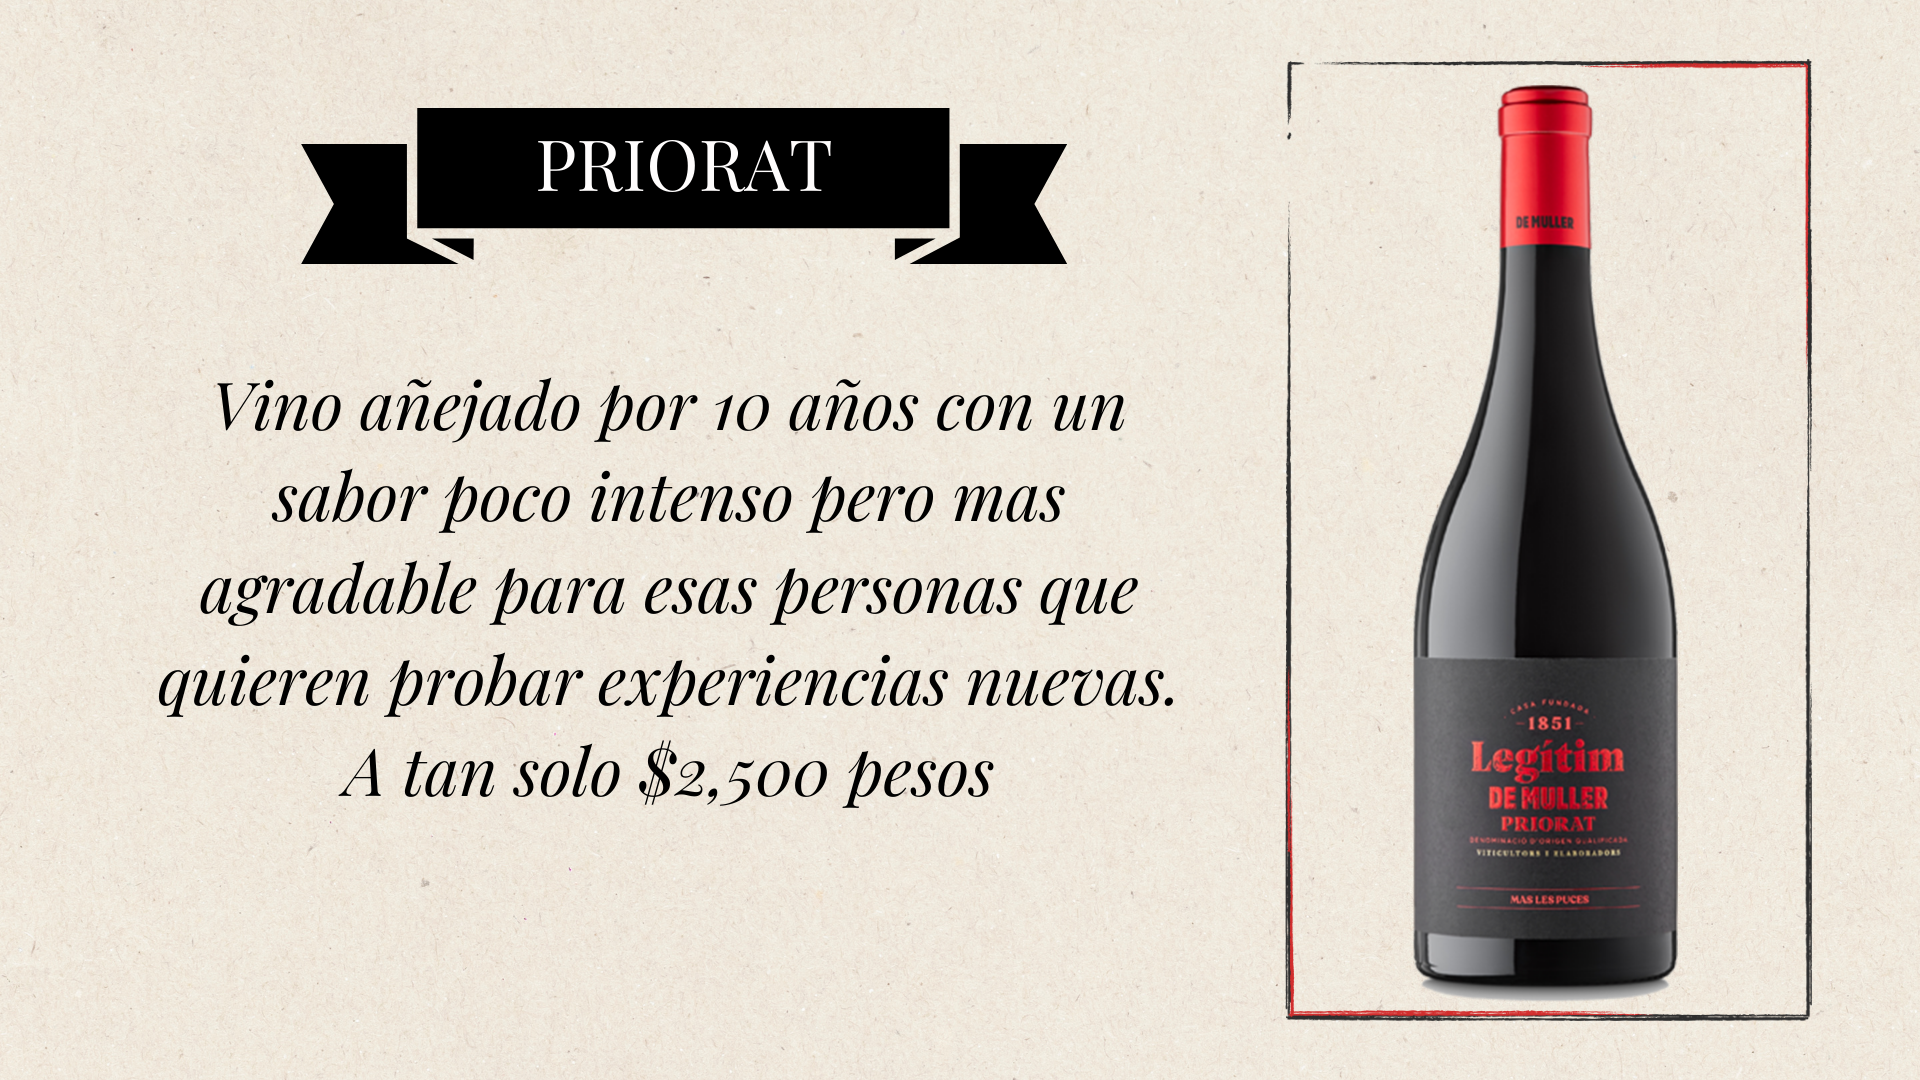 PRIORAT
Vino añejado por 10 años con un
sabor poco intenso pero mas
agradable para esas personas que
quieren probar experiencias nuevas.
A tan solo $2,500 pesos
DE MULLER
CASA FUNDADA
1851
Legítim
DE MULLER
PRIORAT
DENOMINACIÓ D'ORIGEN QUALIFICADA
VITICULTORS I ELABORADORS
MAS LES PUCES